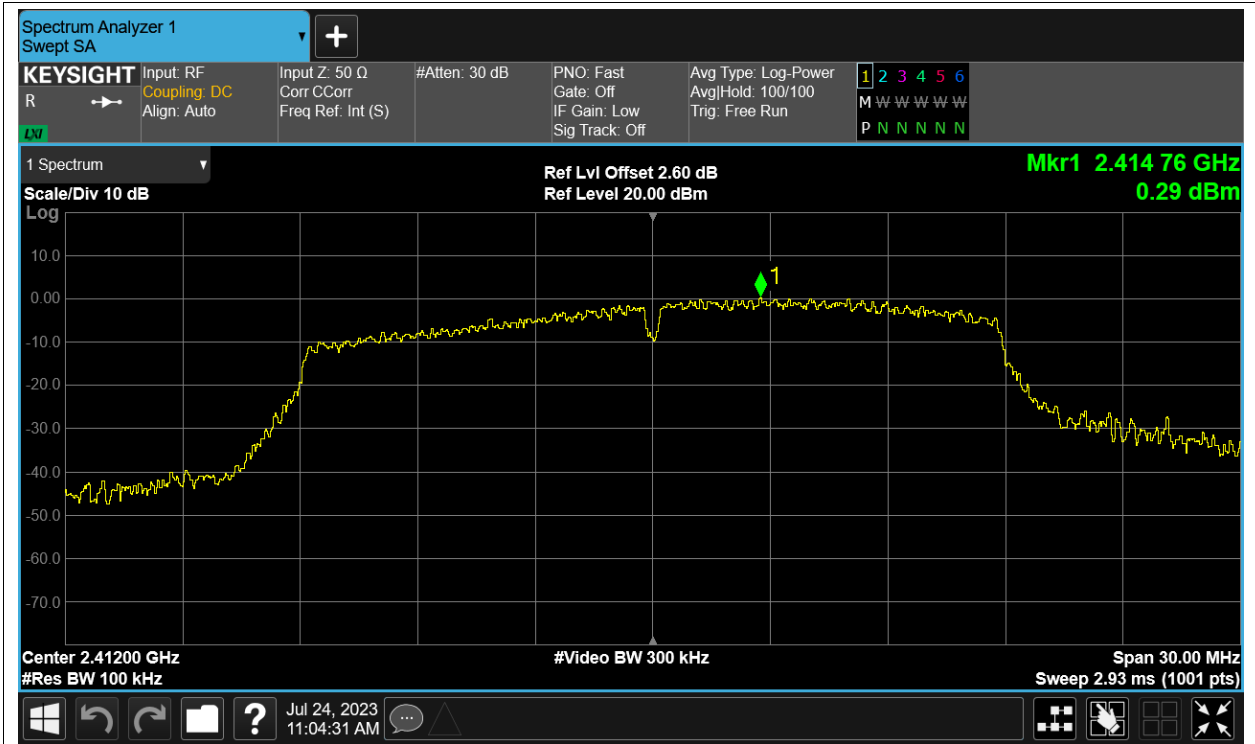 Spectrum Analyzer 1
Swept SA
KEYSIGHT
R
LXI
Input: RF
Coupling: DC
Align: Auto
Input Z: 50 Ω
Corr CCorr
Freq Ref: Int (S)
#Atten: 30 dB
PNO: Fast
Gate: Off
IF Gain: Low
Sig Track: Off
Avg Type: Log-Power
Avg|Hold: 100/100
Trig: Free Run
1 2 3 4 5 6
M W W W W W W
P N N N N N
1 Spectrum
Scale/Div 10 dB
Log
Ref Lvl Offset 2.60 dB
Ref Level 20.00 dBm
Mkr1 2.414 76 GHz
0.29 dBm
1
10.0
0.00
-10.0
-20.0
-30.0
-40.0
-50.0
-60.0
-70.0
Center 2.41200 GHz
#Res BW 100 kHz
#Video BW 300 kHz
Span 30.00 MHz
Sweep 2.93 ms (1001 pts)
?
Jul 24, 2023
11:04:31 AM